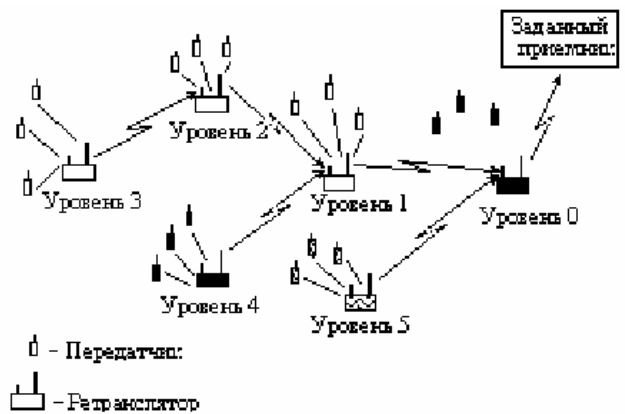 Заданный
приемник
Уровень 2
Уровень 3
Уровень 1
Уровень 0
Уровень 4
Уровень 5
- Передатчик
- Ретранслятор